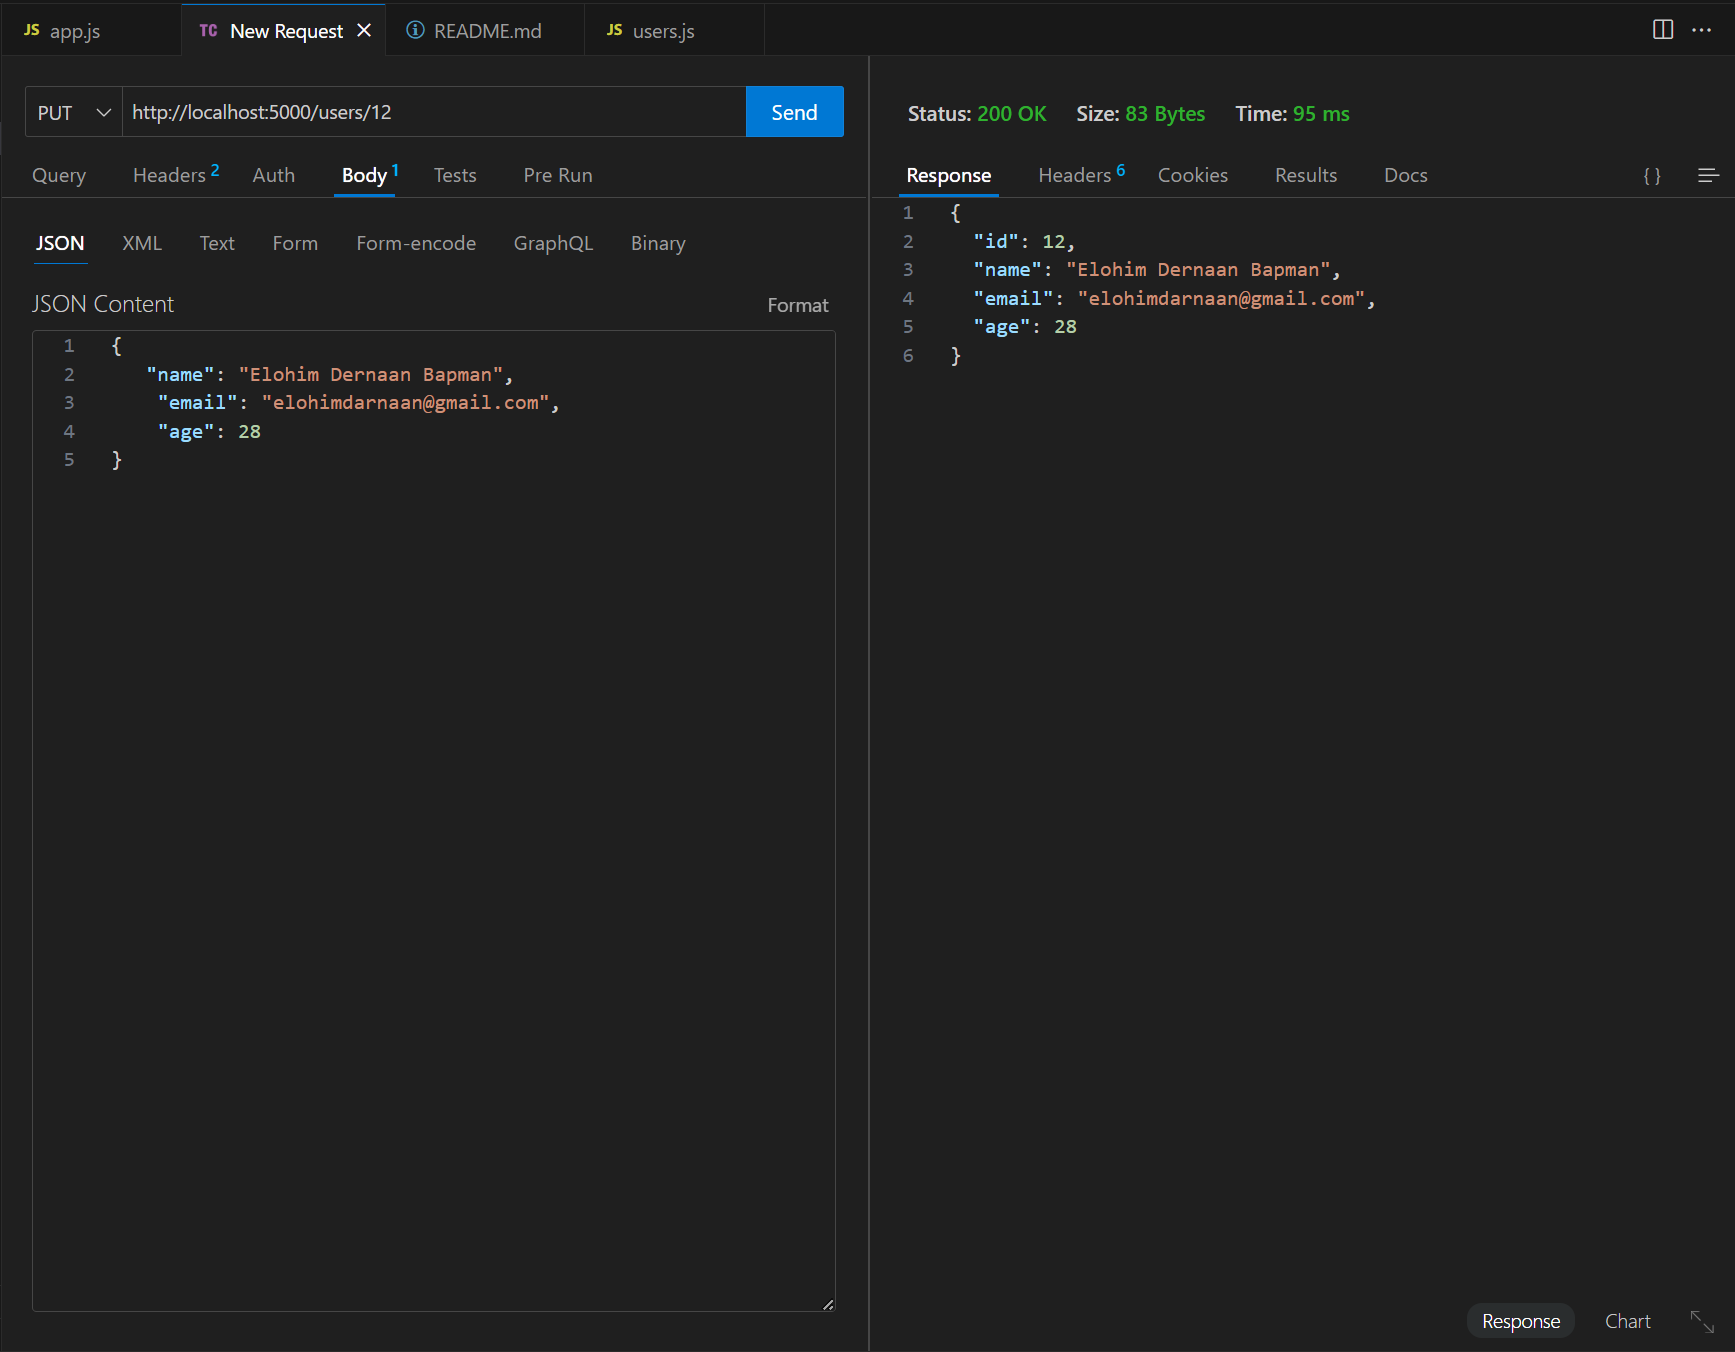 JS app.js
TC New Request
README.md
JS users.js
PUT http://localhost:5000/users/12 Send
Query Headers 2 Auth Body 1 Tests Pre Run
JSON XML Text Form Form-encode GraphQL Binary
JSON Content Format
1 {
2 "name": "Elohim Dernaan Bapman",
3 "email": "elohimdarnaan@gmail.com",
4 "age": 28
5 }
Status: 200 OK Size: 83 Bytes Time: 95 ms
Response Headers 6 Cookies Results Docs { }
1 {
2 "id": 12,
3 "name": "Elohim Dernaan Bapman",
4 "email": "elohimdarnaan@gmail.com",
5 "age": 28
6 }
Response Chart